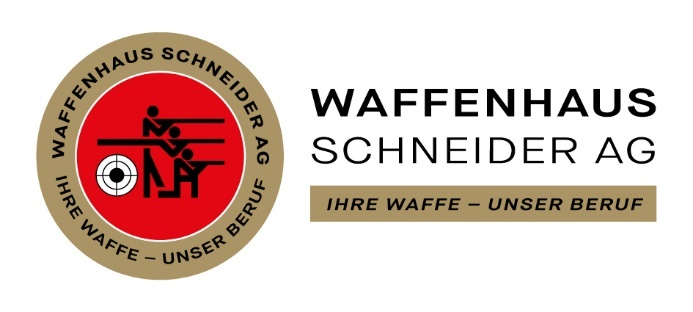 WAFFENHAUS SCHNEIDER AG
IHRE WAFFE – UNSER BERUF
WAFFENHAUS
SCHNEIDER AG
IHRE WAFFE – UNSER BERUF